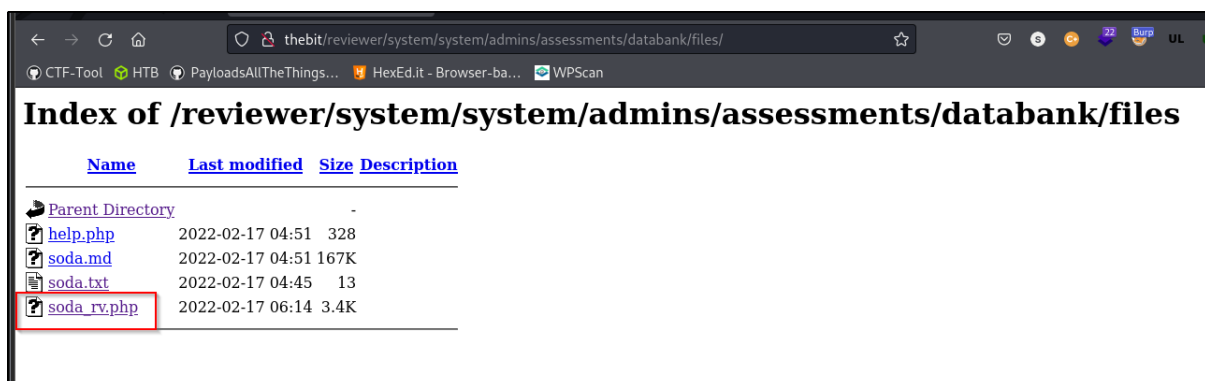 thebit/reviewer/system/system/admins/assessments/databank/files/
22
Burp
UL
CTF-Tool HTB PayloadsAllTheThings... HexEd.it - Browser-ba... WPScan
Index of /reviewer/system/system/admins/assessments/databank/files
Name Last modified Size Description
Parent Directory -
help.php 2022-02-17 04:51 328
soda.md 2022-02-17 04:51 167K
soda.txt 2022-02-17 04:45 13
soda_rv.php 2022-02-17 06:14 3.4K